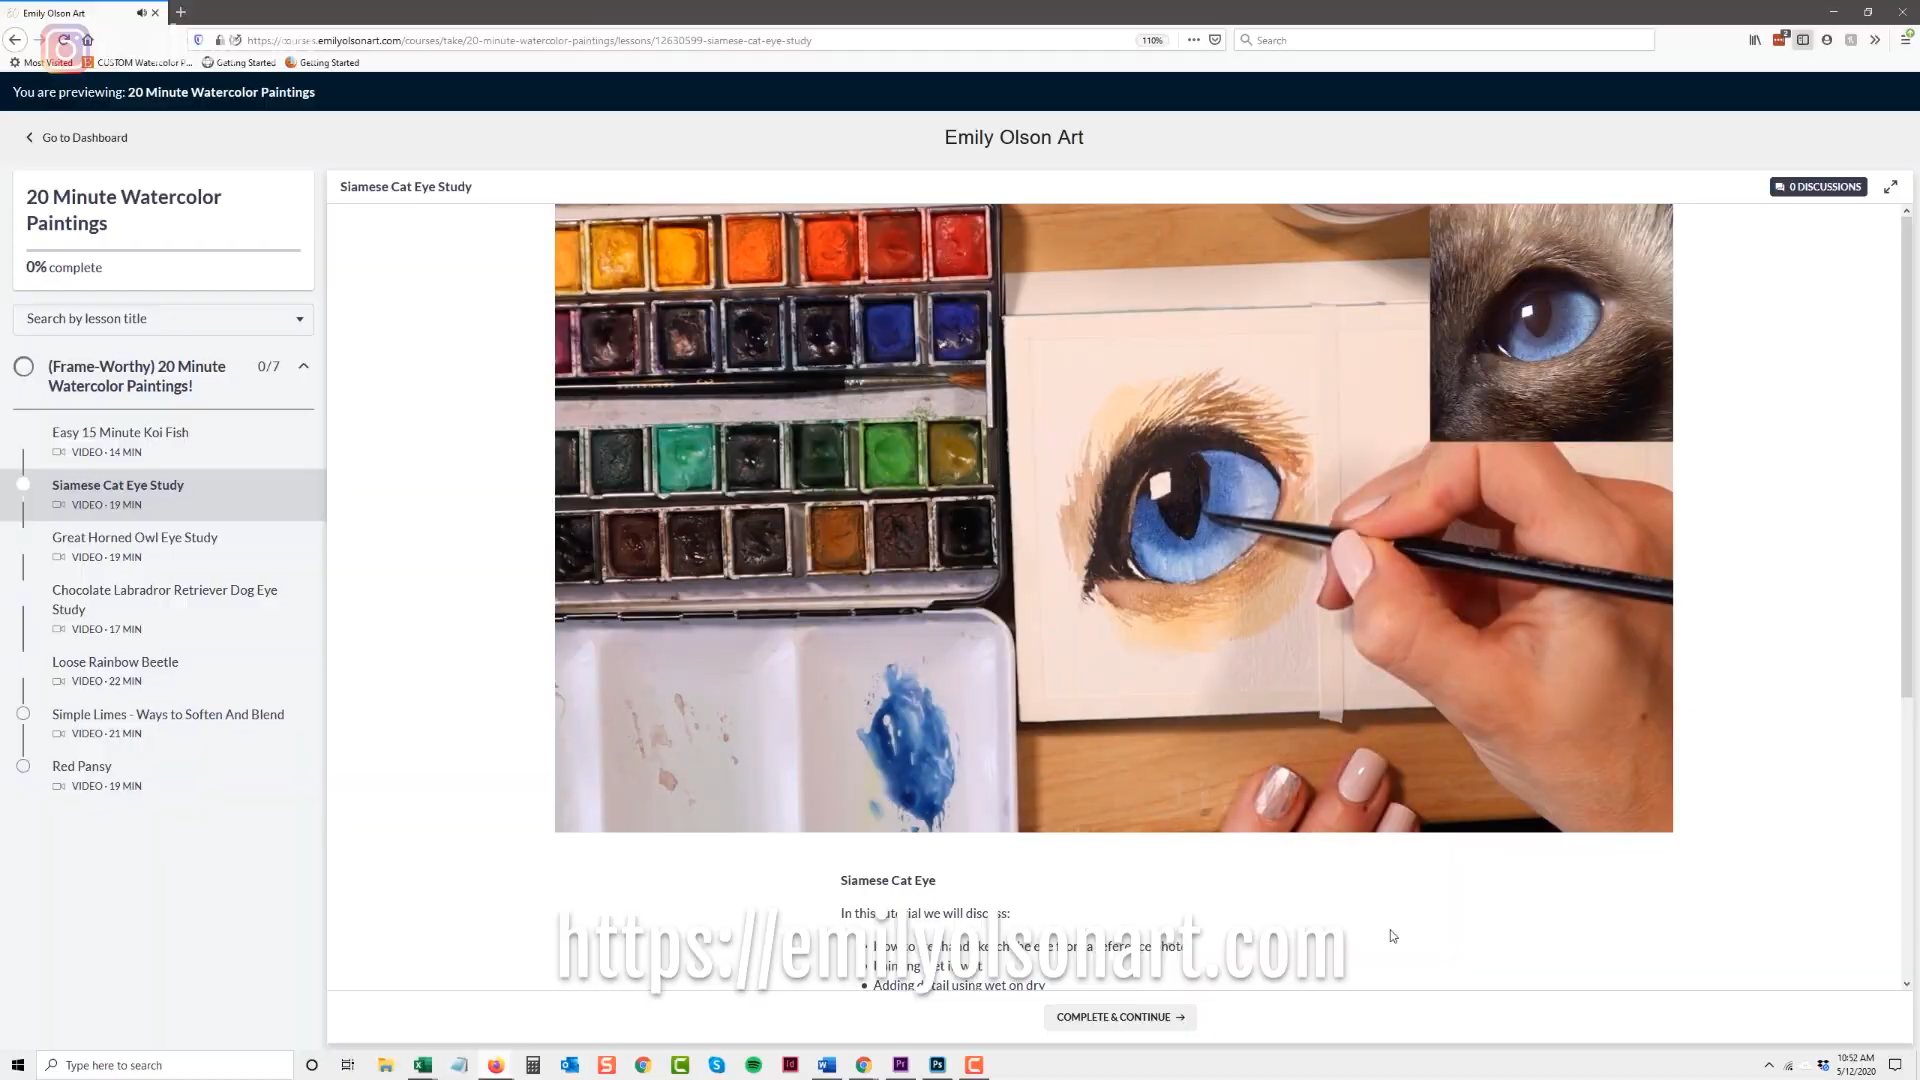 Emily Olson Art
https://courses.emilyolsonart.com/courses/take/20-minute-watercolor-paintings/lessons/12630599-siamese-cat-eye-study
110%
Search
Most Visited
CUSTOM Watercolor P...
Getting Started
Getting Started
You are previewing: 20 Minute Watercolor Paintings
Go to Dashboard
Emily Olson Art
20 Minute Watercolor
Paintings
0% complete
Search by lesson title
(Frame-Worthy) 20 Minute
Watercolor Paintings!
0/7
Easy 15 Minute Koi Fish
VIDEO · 14 MIN
Siamese Cat Eye Study
VIDEO · 19 MIN
Great Horned Owl Eye Study
VIDEO · 19 MIN
Chocolate Labradror Retriever Dog Eye
Study
VIDEO · 17 MIN
Loose Rainbow Beetle
VIDEO · 22 MIN
Simple Limes - Ways to Soften And Blend
VIDEO · 21 MIN
Red Pansy
VIDEO · 19 MIN
Siamese Cat Eye Study
0 DISCUSSIONS
Siamese Cat Eye
In this tutorial we will discuss:
Adding detail using wet on dry
https://emilyolsonart.com
COMPLETE & CONTINUE →
Type here to search
10:52 AM
5/12/2020